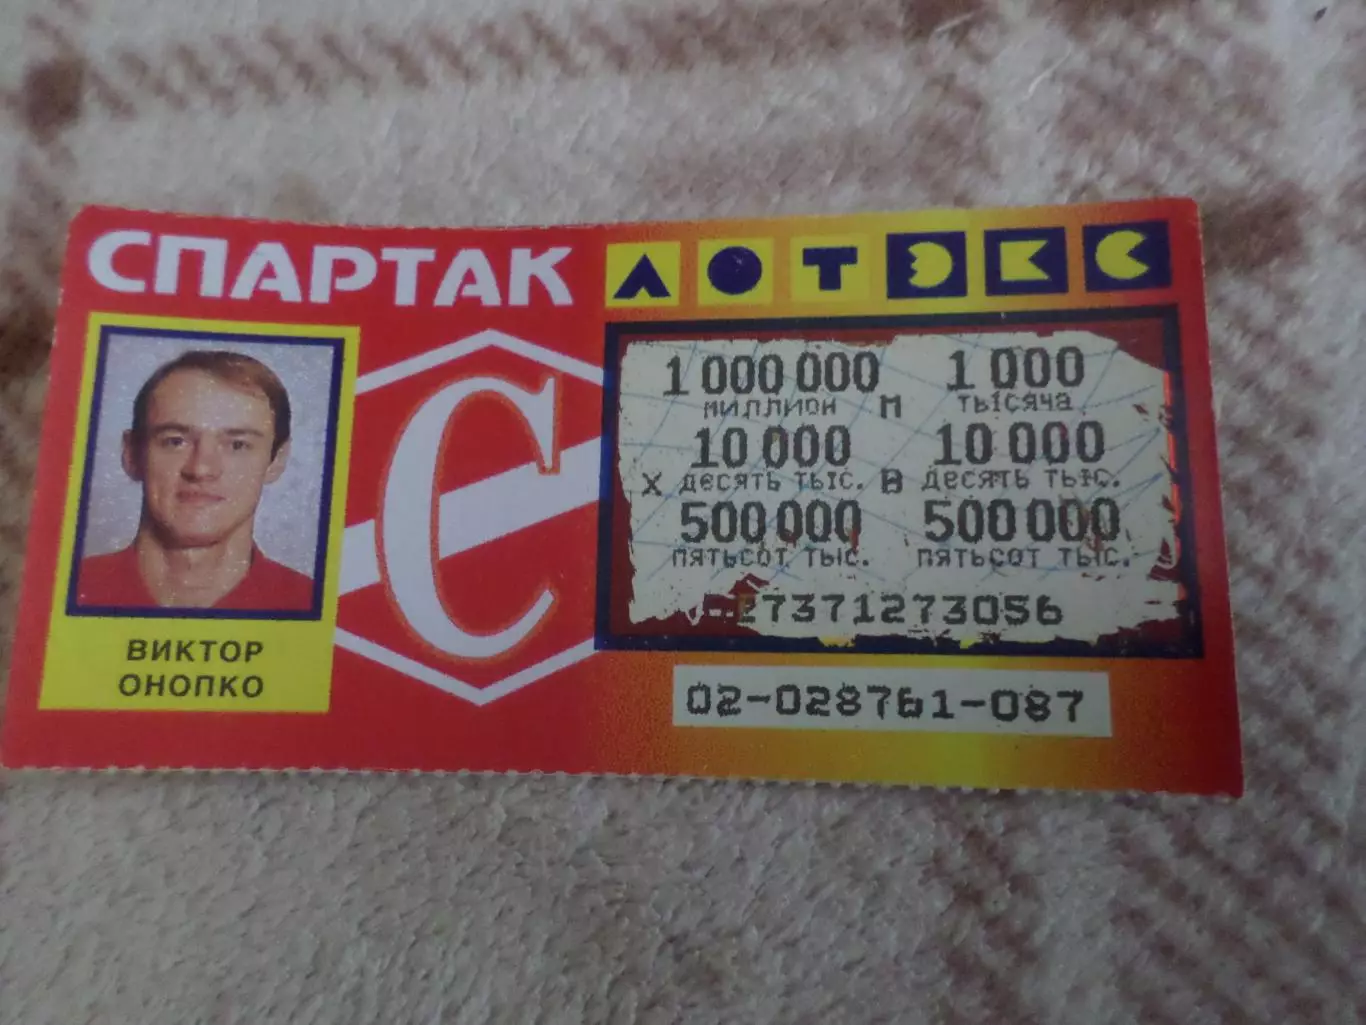 СПАРТАК ЛОТЭКС
С
ВИКТОР
ОНОПКО
1 000 000 1 000
МИЛЛИОН М ТЫСЯЧА
10 000 10 000
Х ДЕСЯТЬ ТЫС. В ДЕСЯТЬ ТЫС.
500 000 500 000
ПЯТЬСОТ ТЫС. ПЯТЬСОТ ТЫС.
7371273056
02-028761-087